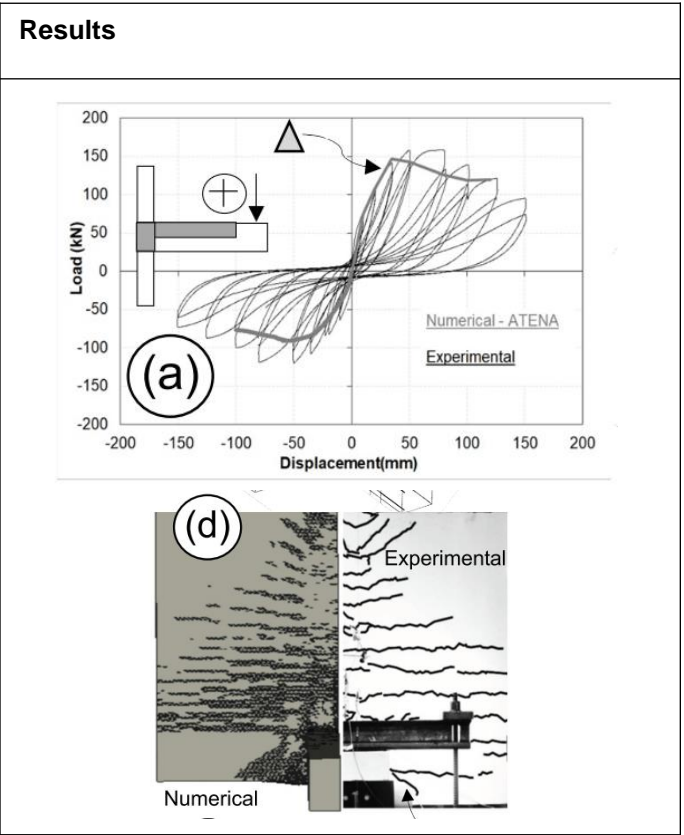 Results
200
150
100
50
0
-50
-100
-150
-200
Load (kN)
(a)
Numerical - ATENA
Experimental
-200 -150 -100 -50 0 50 100 150 200
Displacement(mm)
(d)
Experimental
Numerical